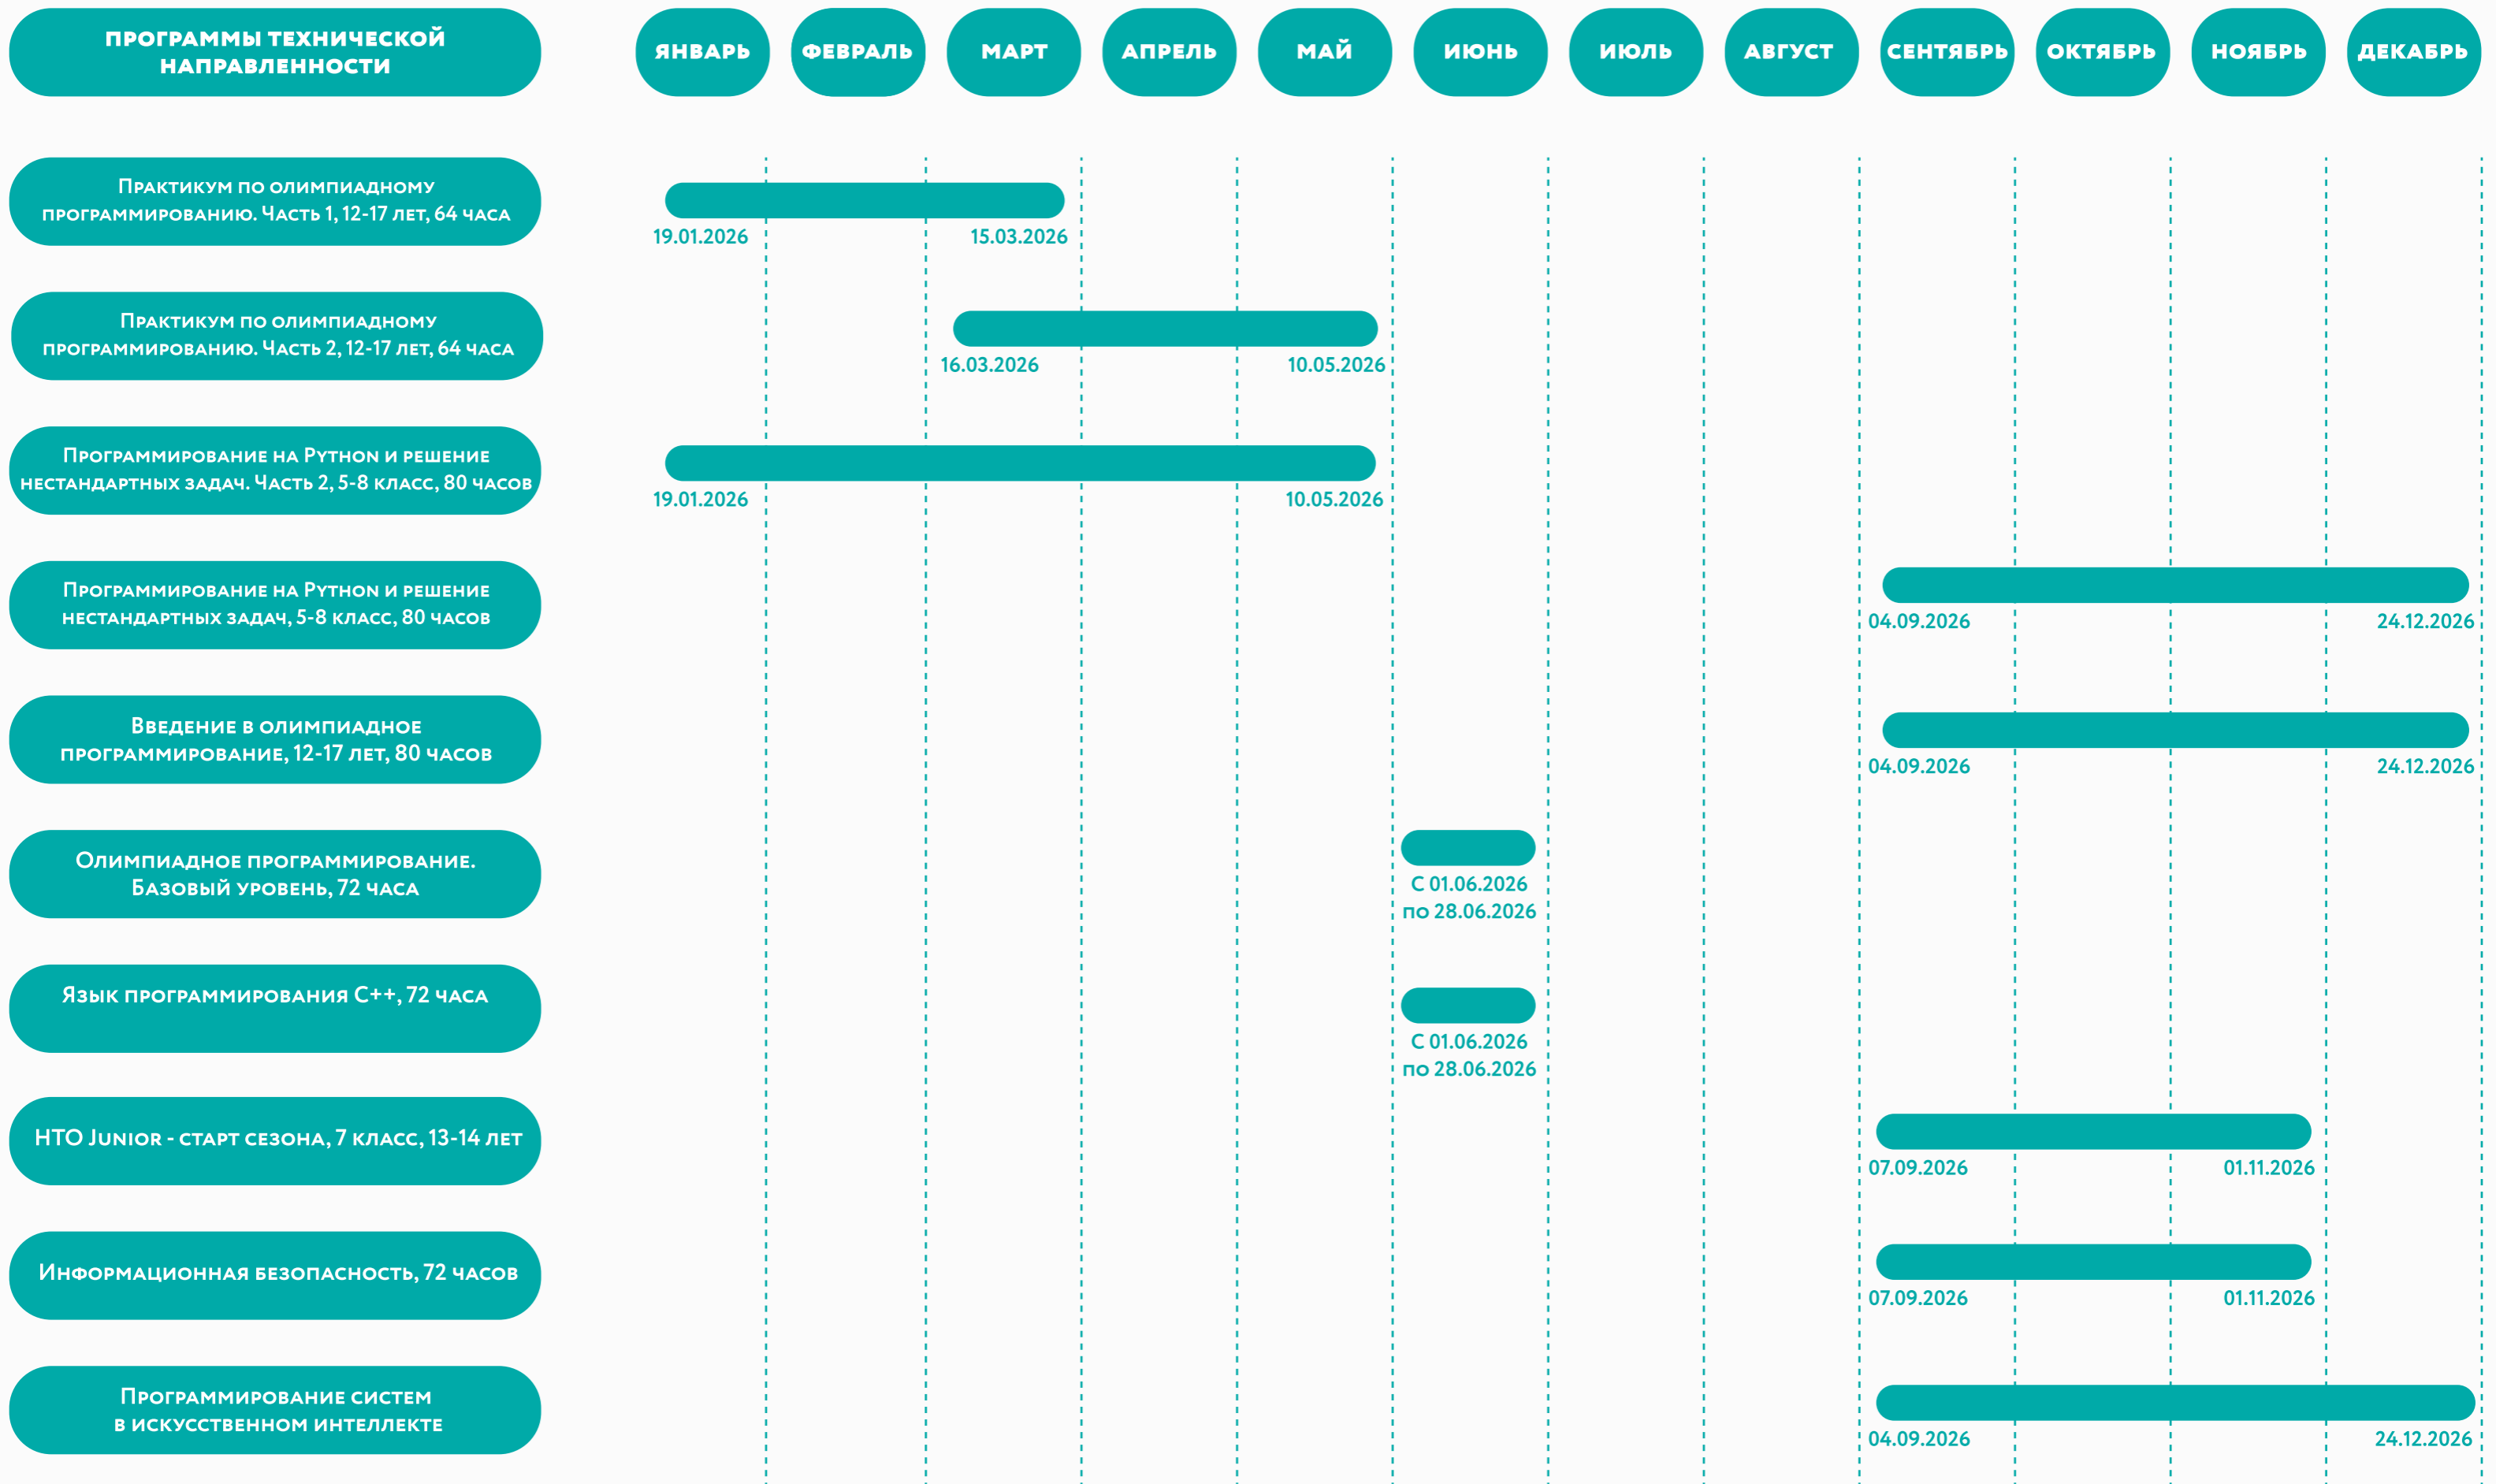 ПРОГРАММЫ ТЕХНИЧЕСКОЙ
НАПРАВЛЕННОСТИ
ЯНВАРЬ
ФЕВРАЛЬ
МАРТ
АПРЕЛЬ
МАЙ
ИЮНЬ
ИЮЛЬ
АВГУСТ
СЕНТЯБРЬ
ОКТЯБРЬ
НОЯБРЬ
ДЕКАБРЬ
Практикум по олимпиадному
программированию. Часть 1, 12-17 лет, 64 часа
19.01.2026
15.03.2026
Практикум по олимпиадному
программированию. Часть 2, 12-17 лет, 64 часа
16.03.2026
10.05.2026
Программирование на Python и решение
нестандартных задач. Часть 2, 5-8 класс, 80 часов
19.01.2026
10.05.2026
Программирование на Python и решение
нестандартных задач, 5-8 класс, 80 часов
04.09.2026
24.12.2026
Введение в олимпиадное
программирование, 12-17 лет, 80 часов
04.09.2026
24.12.2026
Олимпиадное программирование.
Базовый уровень, 72 часа
С 01.06.2026
по 28.06.2026
Язык программирования С++, 72 часа
С 01.06.2026
по 28.06.2026
НТО Junior - старт сезона, 7 класс, 13-14 лет
07.09.2026
01.11.2026
Информационная безопасность, 72 часов
07.09.2026
01.11.2026
Программирование систем
в искусственном интеллекте
04.09.2026
24.12.2026